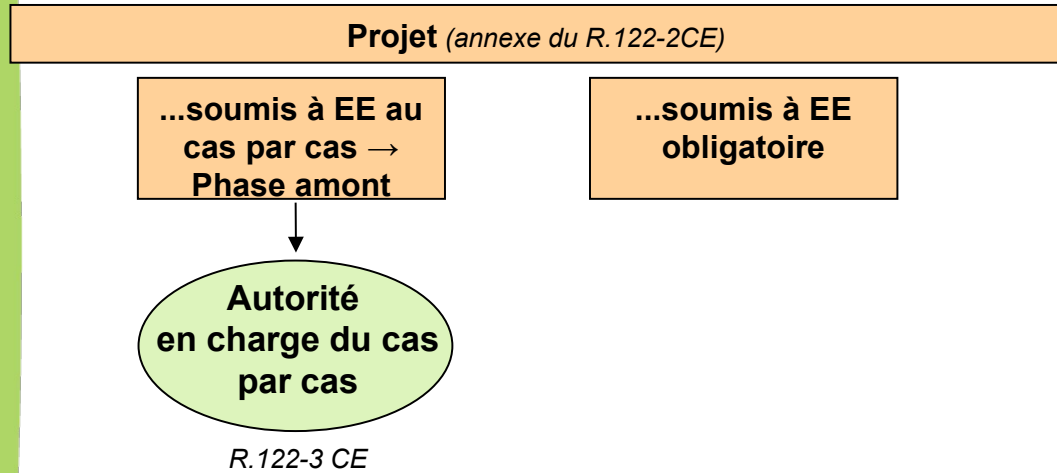 Projet (annexe du R.122-2CE)
...soumis à EE au
cas par cas →
Phase amont
...soumis à EE
obligatoire
Autorité
en charge du cas
par cas
R.122-3 CE